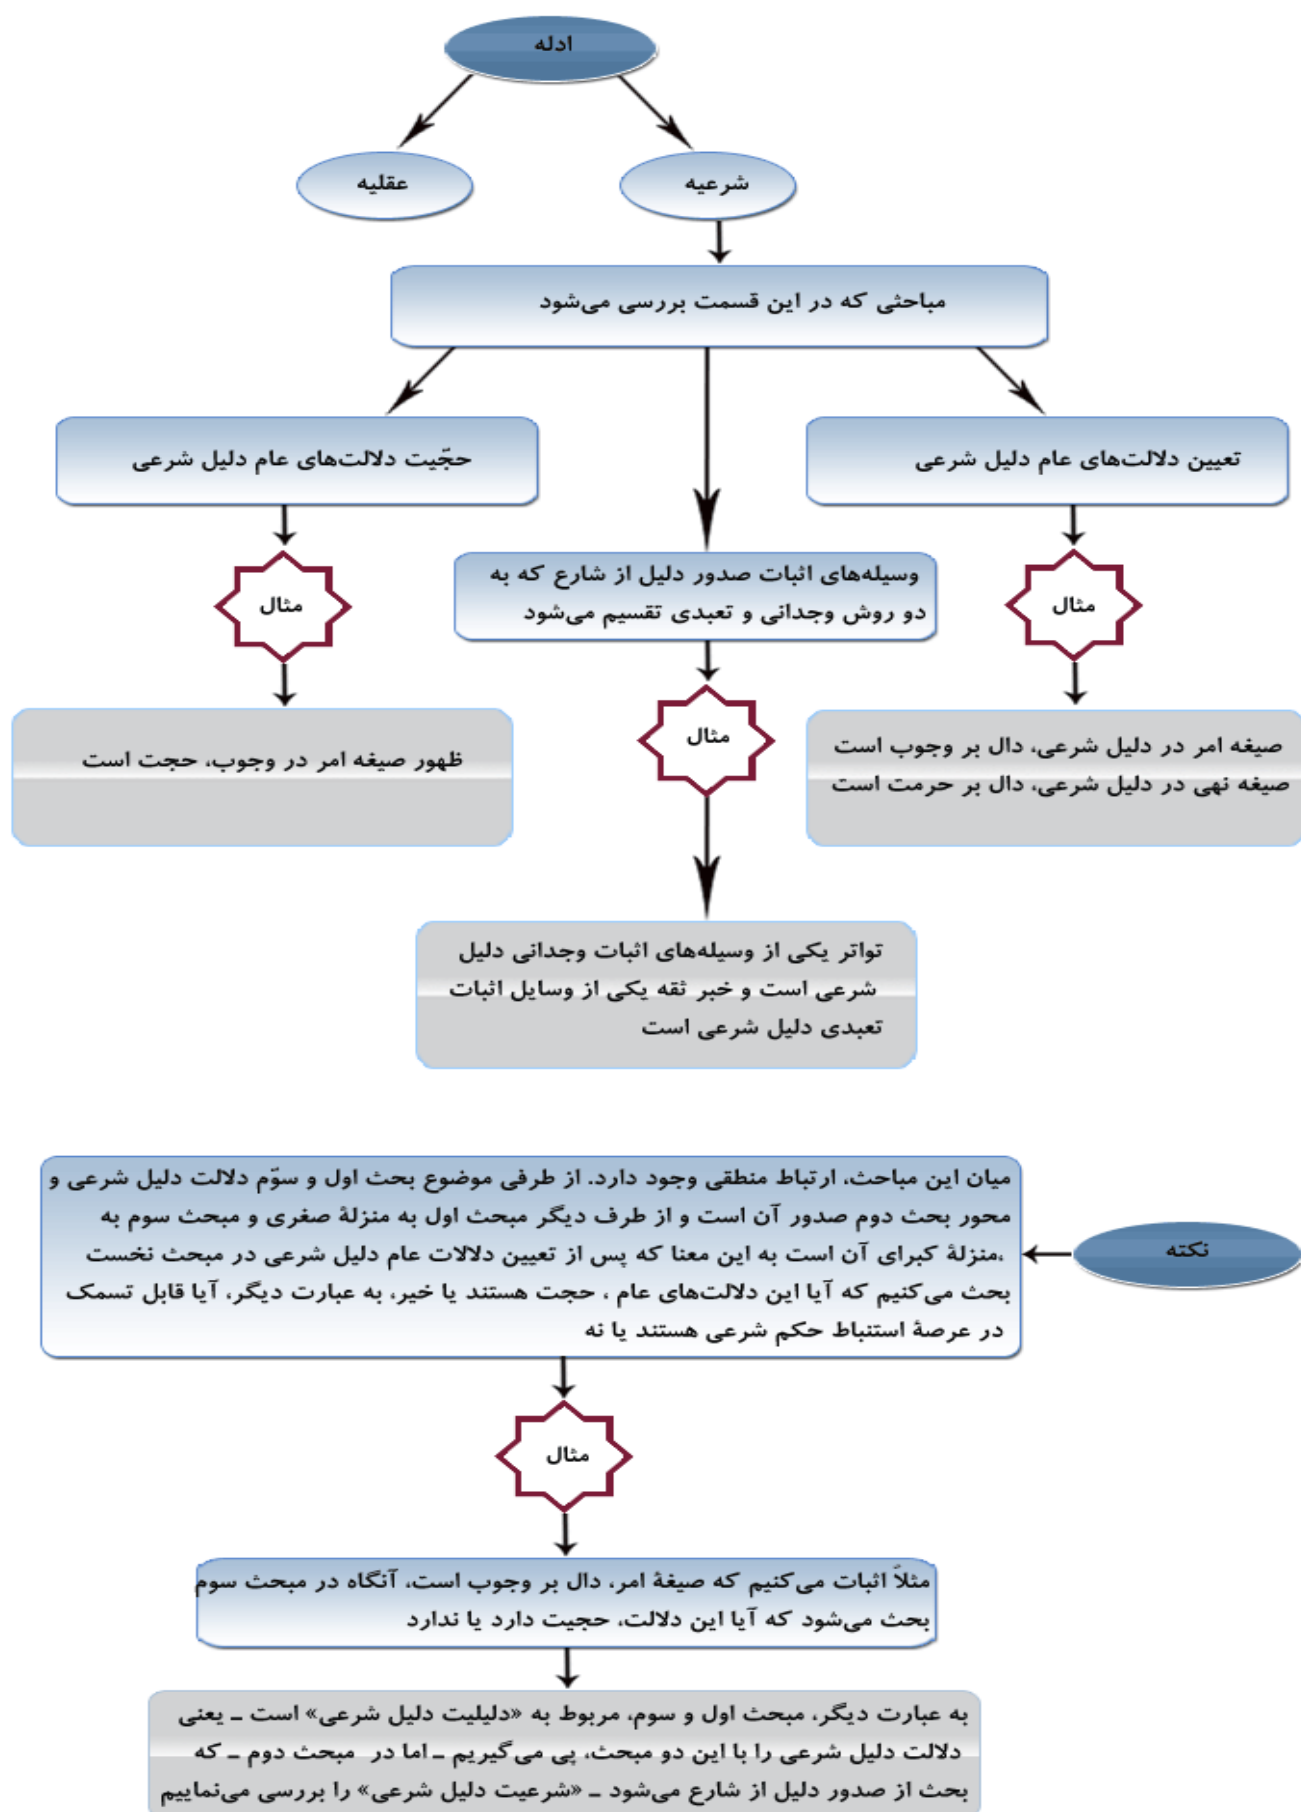 ادله
شرعیه
عقلیه
مباحثی که در این قسمت بررسی می‌شود
تعیین دلالت‌های عام دلیل شرعی
مثال
صیغه امر در دلیل شرعی، دال بر وجوب است
صیغه نهی در دلیل شرعی، دال بر حرمت است
وسیله‌های اثبات صدور دلیل از شارع که به
دو روش وجدانی و تعبدی تقسیم می‌شود
مثال
تواتر یکی از وسیله‌های اثبات وجدانی دلیل
شرعی است و خبر ثقه یکی از وسایل اثبات
تعبدی دلیل شرعی است
حجّیت دلالت‌های عام دلیل شرعی
مثال
ظهور صیغه امر در وجوب، حجت است
نکته
میان این مباحث، ارتباط منطقی وجود دارد. از طرفی موضوع بحث اول و سوّم دلالت دلیل شرعی و
محور بحث دوم صدور آن است و از طرف دیگر مبحث اول به منزلۀ صغری و مبحث سوم به
،منزلۀ کبرای آن است به این معنا که پس از تعیین دلالات عام دلیل شرعی در مبحث نخست
بحث می‌کنیم که آیا این دلالت‌های عام ، حجت هستند یا خیر، به عبارت دیگر، آیا قابل تسمک
در عرصۀ استنباط حکم شرعی هستند یا نه
مثال
مثلاً اثبات می‌کنیم که صیغۀ امر، دال بر وجوب است، آنگاه در مبحث سوم
بحث می‌شود که آیا این دلالت، حجیت دارد یا ندارد
به عبارت دیگر، مبحث اول و سوم، مربوط به «دلیلیت دلیل شرعی» است ـ یعنی
دلالت دلیل شرعی را با این دو مبحث، پی می‌گیریم ـ اما در مبحث دوم ـ که
بحث از صدور دلیل از شارع می‌شود ـ «شرعیت دلیل شرعی» را بررسی می‌نماییم